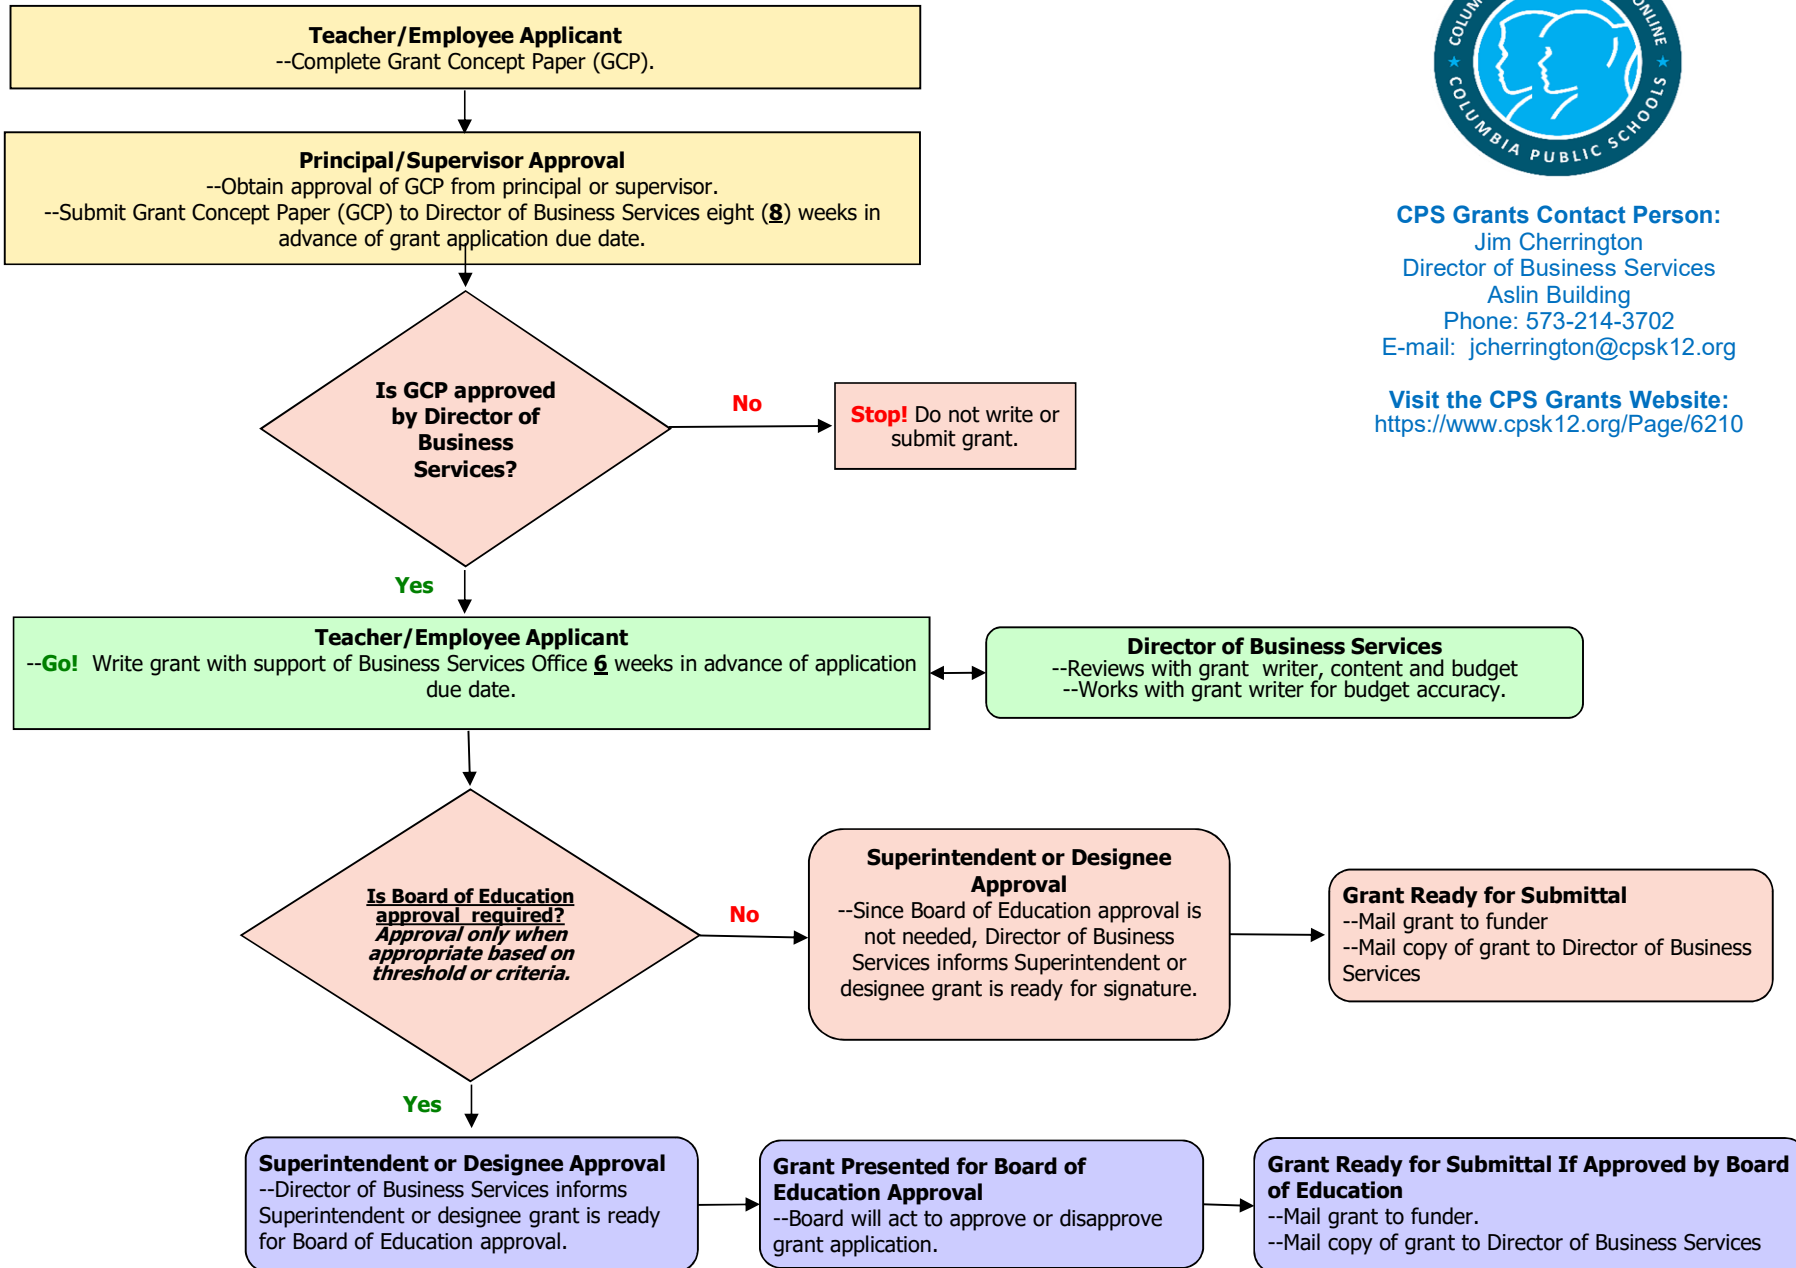 Teacher/Employee Applicant
--Complete Grant Concept Paper (GCP).
Principal/Supervisor Approval
--Obtain approval of GCP from principal or supervisor.
--Submit Grant Concept Paper (GCP) to Director of Business Services eight (8) weeks in
advance of grant application due date.
COLUM
ONLINE
COLUMBIA PUBLIC SCHOOLS
CPS Grants Contact Person:
Jim Cherrington
Director of Business Services
Aslin Building
Phone: 573-214-3702
E-mail:  jcherrington@cpsk12.org
Visit the CPS Grants Website:
https://www.cpsk12.org/Page/6210
Is GCP approved
by Director of
Business
Services?
No
Stop! Do not write or
submit grant.
Yes
Teacher/Employee Applicant
--Go!  Write grant with support of Business Services Office 6 weeks in advance of application
due date.
Director of Business Services
--Reviews with grant  writer, content and budget
--Works with grant writer for budget accuracy.
Is Board of Education
approval  required?
Approval only when
appropriate based on
threshold or criteria.
No
Superintendent or Designee
Approval
--Since Board of Education approval is
not needed, Director of Business
Services informs Superintendent or
designee grant is ready for signature.
Grant Ready for Submittal
--Mail grant to funder
--Mail copy of grant to Director of Business
Services
Yes
Superintendent or Designee Approval
--Director of Business Services informs
Superintendent or designee grant is ready
for Board of Education approval.
Grant Presented for Board of
Education Approval
--Board will act to approve or disapprove
grant application.
Grant Ready for Submittal If Approved by Board
of Education
--Mail grant to funder.
--Mail copy of grant to Director of Business Services